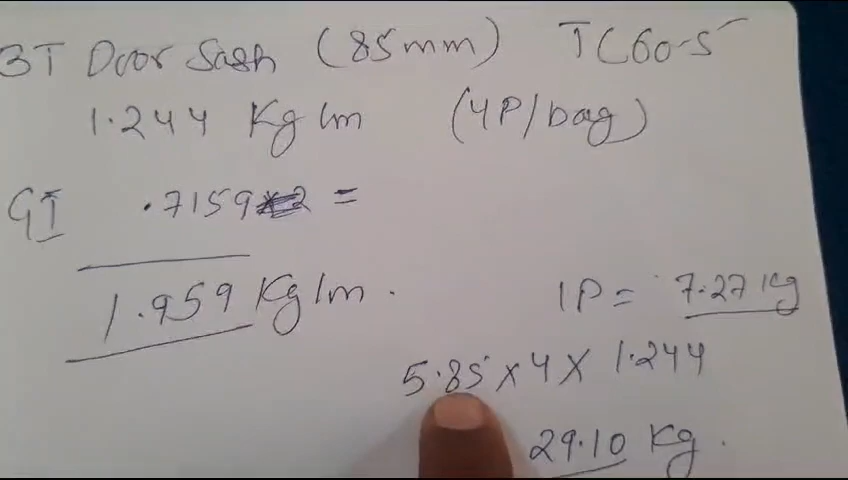 3T Door Sash (85mm) TC60-5
1.244 Kg/m (4P/bag)
GI .7159 =
1.959 Kg/m.
1P = 7.27 Kg
5.85 x 4 x 1.244
29.10 Kg.